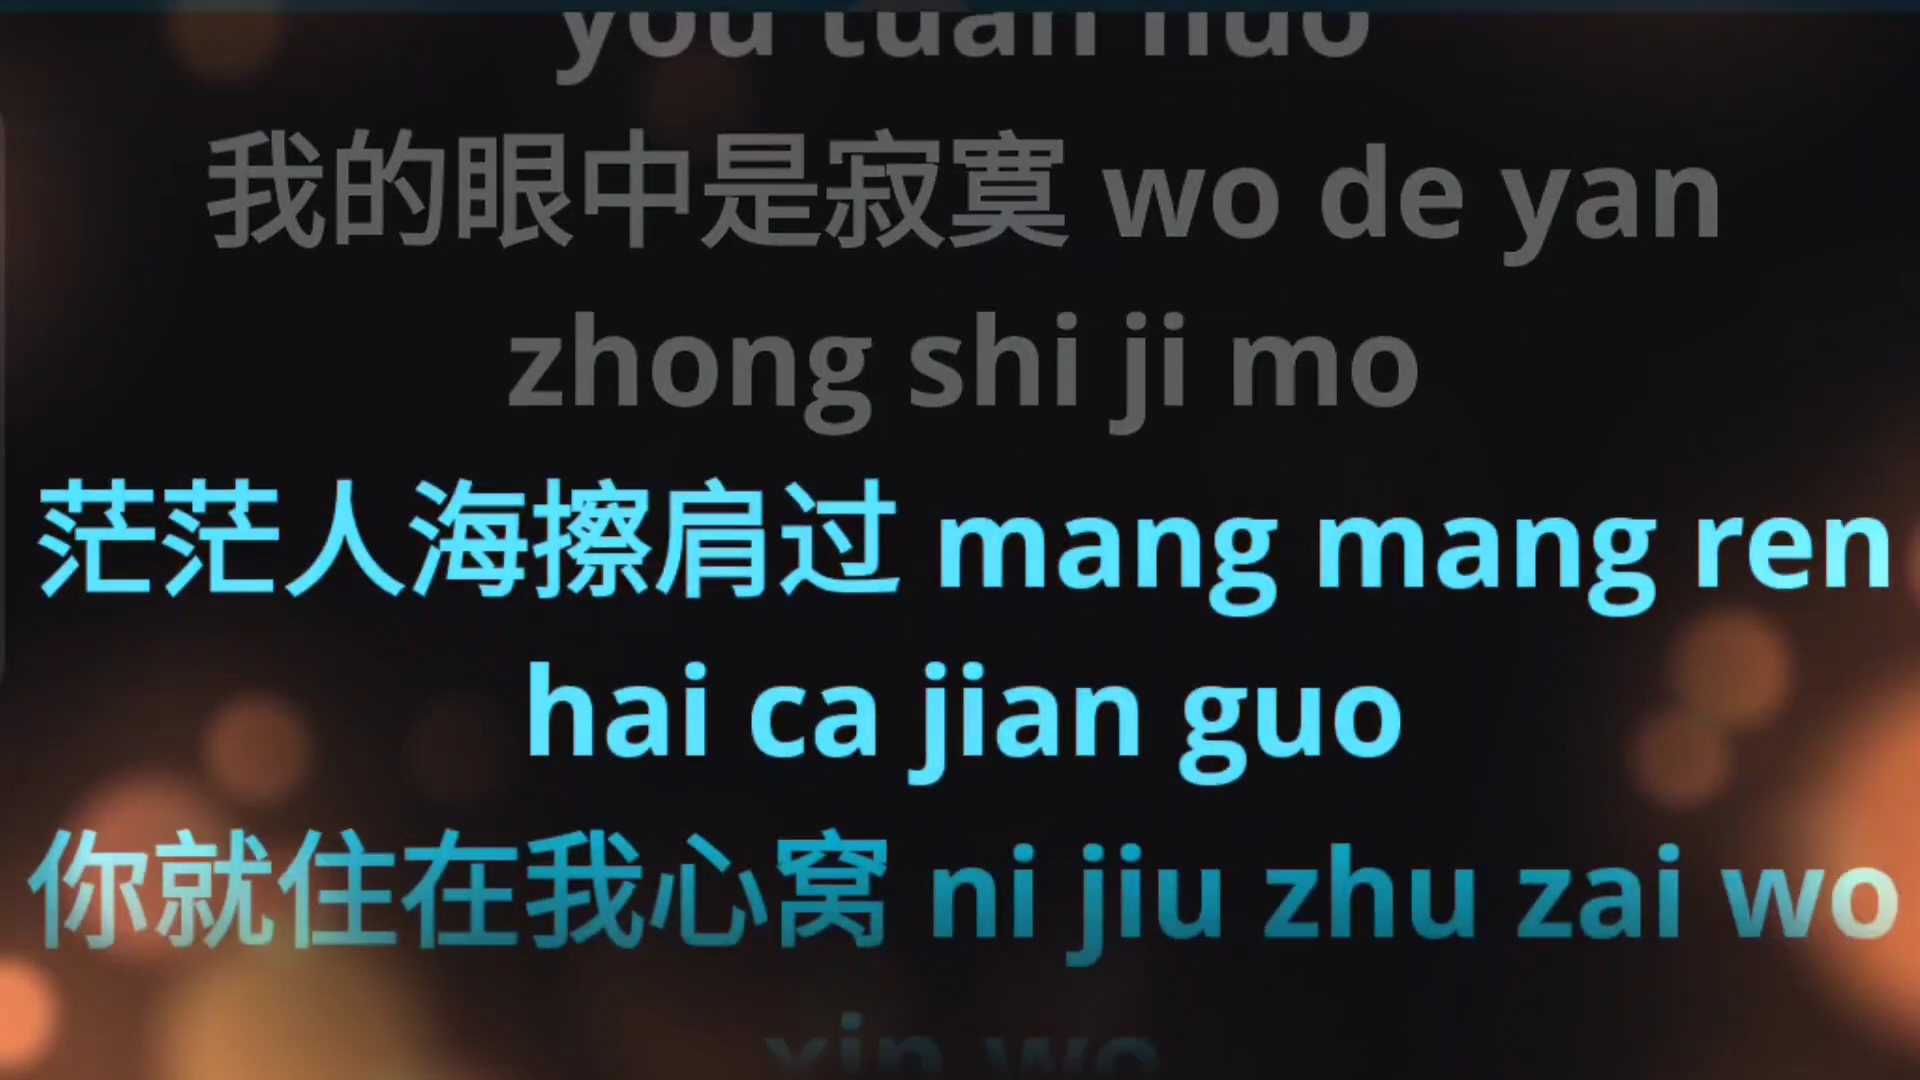 you tuan huo
我的眼中是寂寞 wo de yan
zhong shi ji mo
茫茫人海擦肩过 mang mang ren
hai ca jian guo
你就住在我心窝 ni jiu zhu zai wo
xin wo